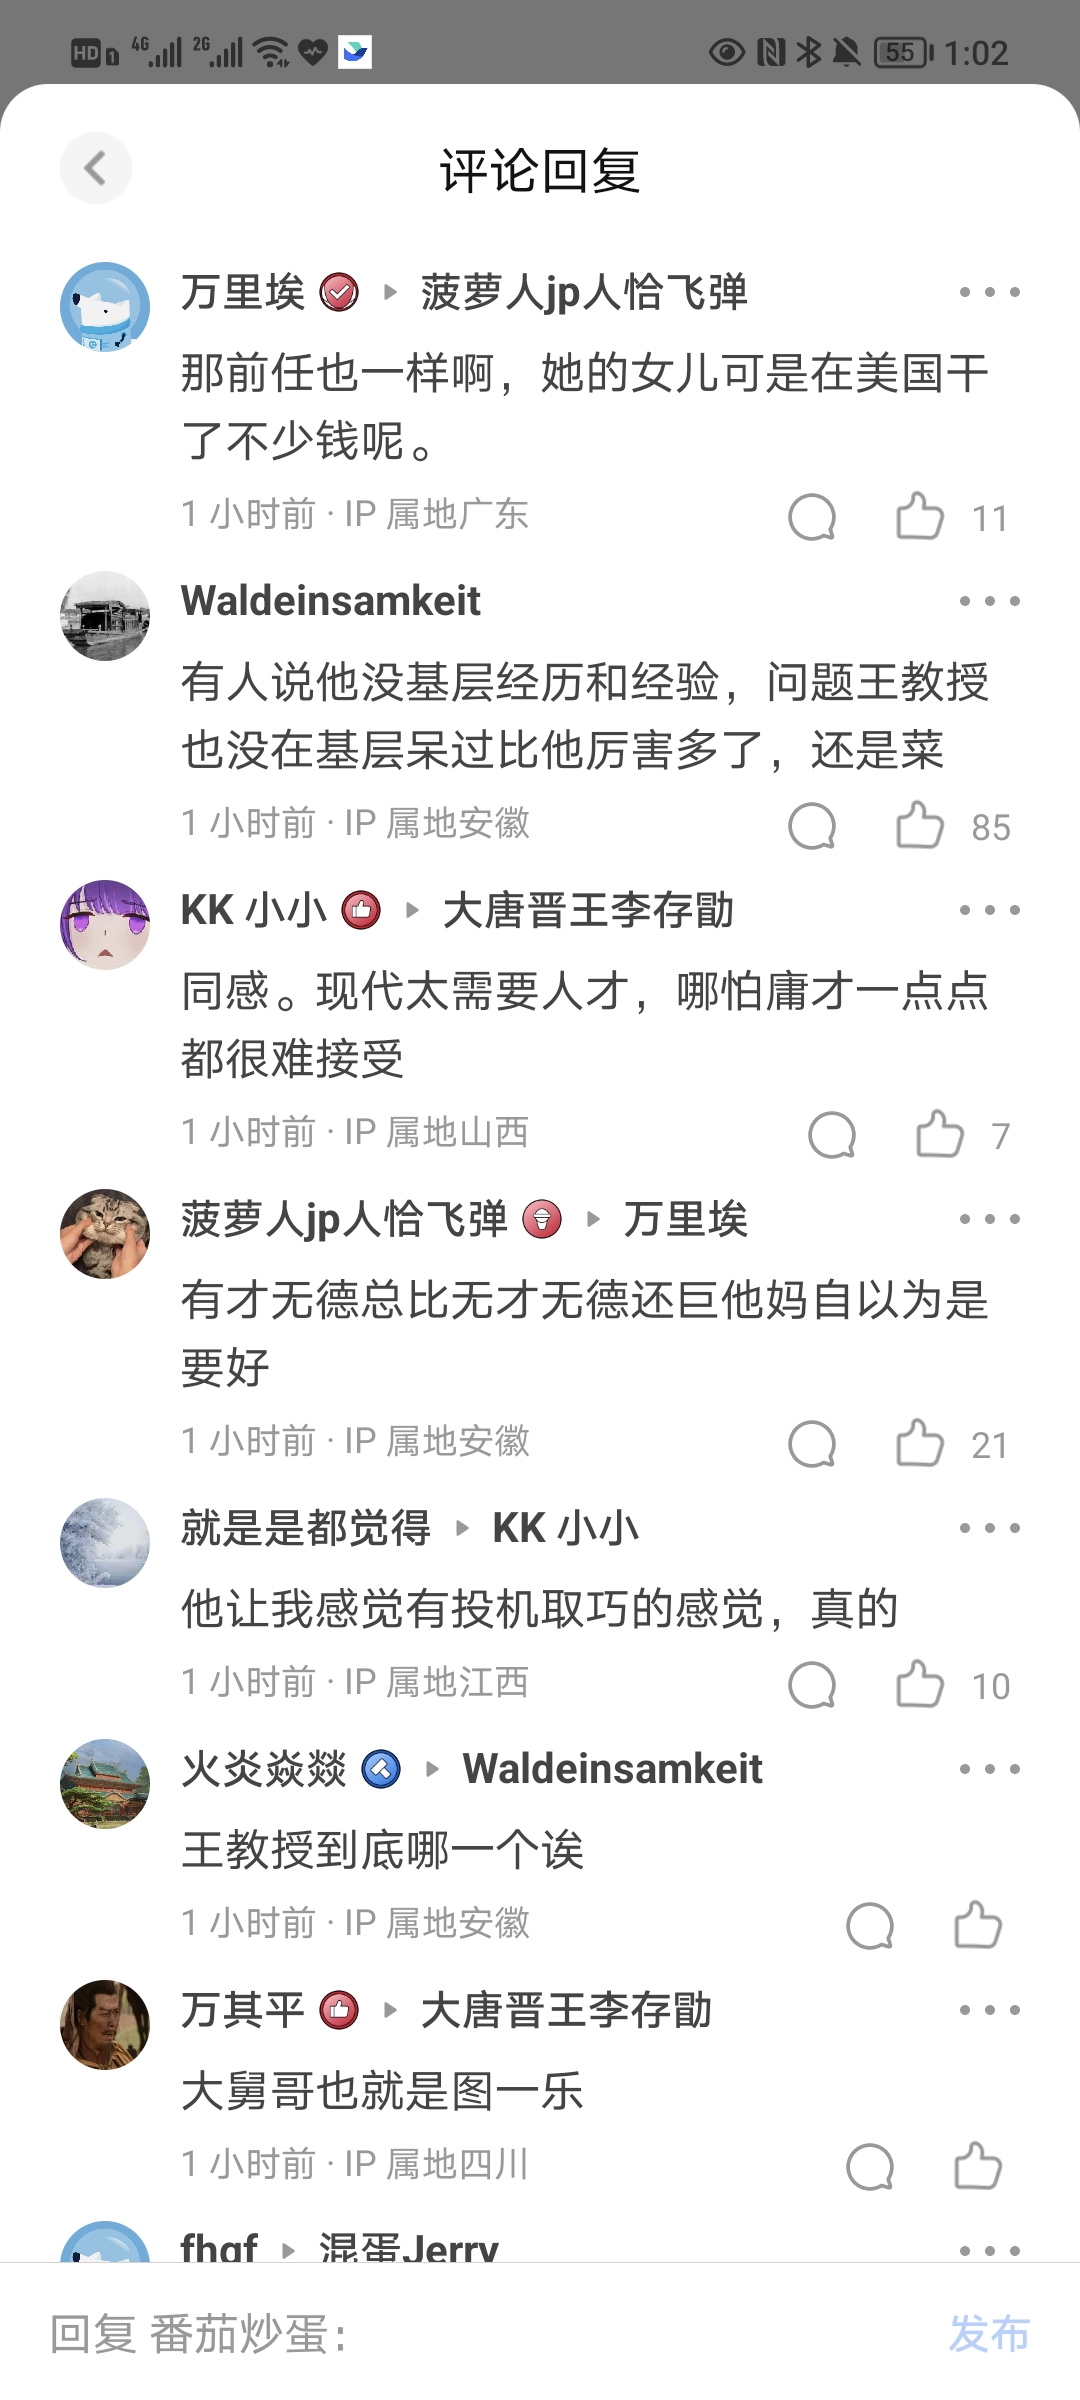 HD 1 4G 2G 55 1:02
评论回复
万里埃 菠萝人jp人恰飞弹
那前任也一样啊，她的女儿可是在美国干
了不少钱呢。
1 小时前 · IP 属地广东 11
Waldeinsamkeit
有人说他没基层经历和经验，问题王教授
也没在基层呆过比他厉害多了，还是菜
1 小时前 · IP 属地安徽 85
KK 小小 大唐晋王李存勖
同感。现代太需要人才，哪怕庸才一点点
都很难接受
1 小时前 · IP 属地山西 7
菠萝人jp人恰飞弹 万里埃
有才无德总比无才无德还巨他妈自以为是
要好
1 小时前 · IP 属地安徽 21
就是是都觉得 KK 小小
他让我感觉有投机取巧的感觉，真的
1 小时前 · IP 属地江西 10
火炎焱燚 Waldeinsamkeit
王教授到底哪一个诶
1 小时前 · IP 属地安徽
万其平 大唐晋王李存勖
大舅哥也就是图一乐
1 小时前 · IP 属地四川
fhgf 混蛋Jerry
回复 番茄炒蛋: 发布